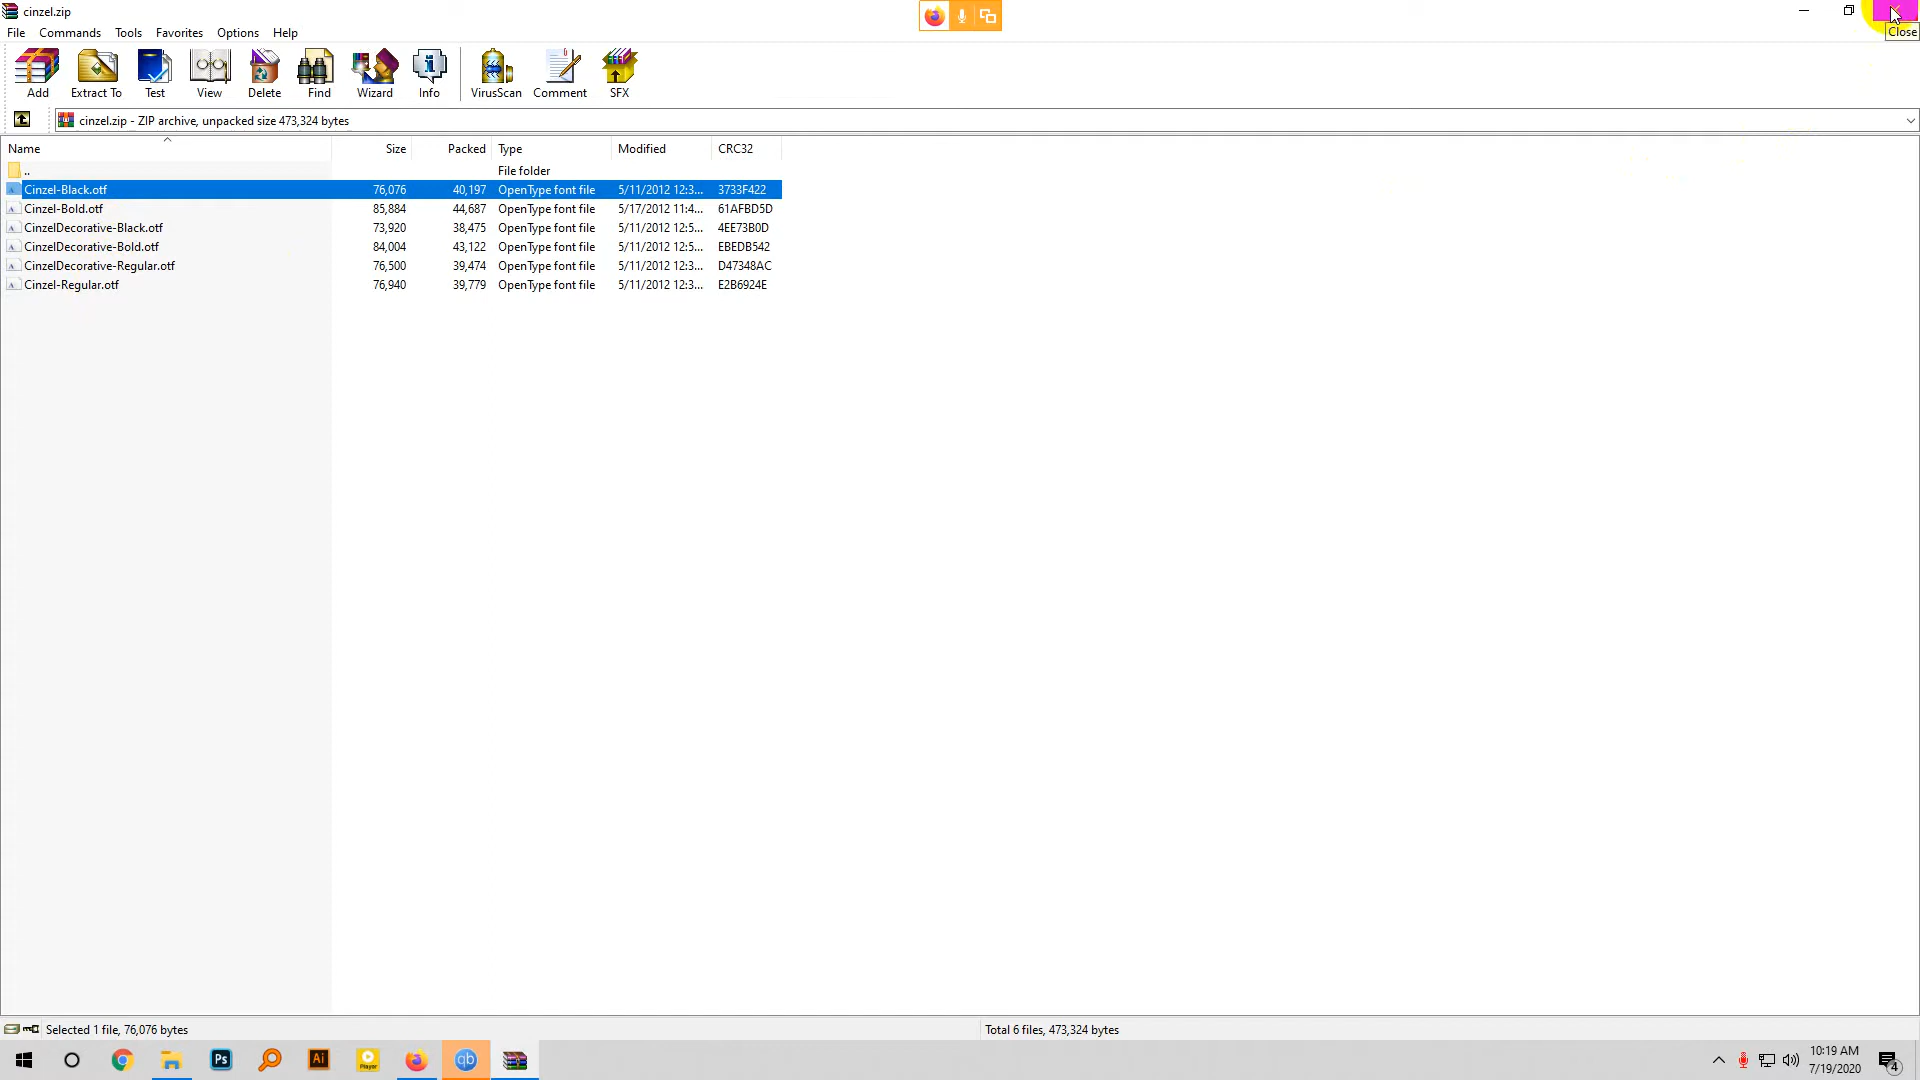 cinzel.zip
Close
File Commands Tools Favorites Options Help
Add Extract To Test View Delete Find Wizard Info VirusScan Comment SFX
cinzel.zip - ZIP archive, unpacked size 473,324 bytes
Name Size Packed Type Modified CRC32
.. File folder
Cinzel-Black.otf 76,076 40,197 OpenType font file 5/11/2012 12:3... 3733F422
Cinzel-Bold.otf 85,884 44,687 OpenType font file 5/17/2012 11:4... 61AFBD5D
CinzelDecorative-Black.otf 73,920 38,475 OpenType font file 5/11/2012 12:5... 4EE73B0D
CinzelDecorative-Bold.otf 84,004 43,122 OpenType font file 5/11/2012 12:5... EBEDB542
CinzelDecorative-Regular.otf 76,500 39,474 OpenType font file 5/11/2012 12:3... D47348AC
Cinzel-Regular.otf 76,940 39,779 OpenType font file 5/11/2012 12:3... E2B6924E
Selected 1 file, 76,076 bytes Total 6 files, 473,324 bytes
Ps Ai Player qb
10:19 AM
7/19/2020
4